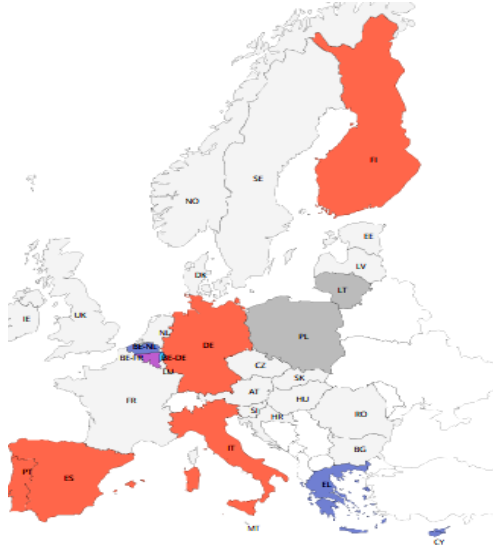 FI
SE
NO
EE
LV
DK
LT
IE
UK
NL
PL
BE-NL
DE
BE-FR
BE-DE
LU
CZ
SK
FR
AT
HU
SI
HR
RO
BG
IT
PT
ES
EL
MT
CY